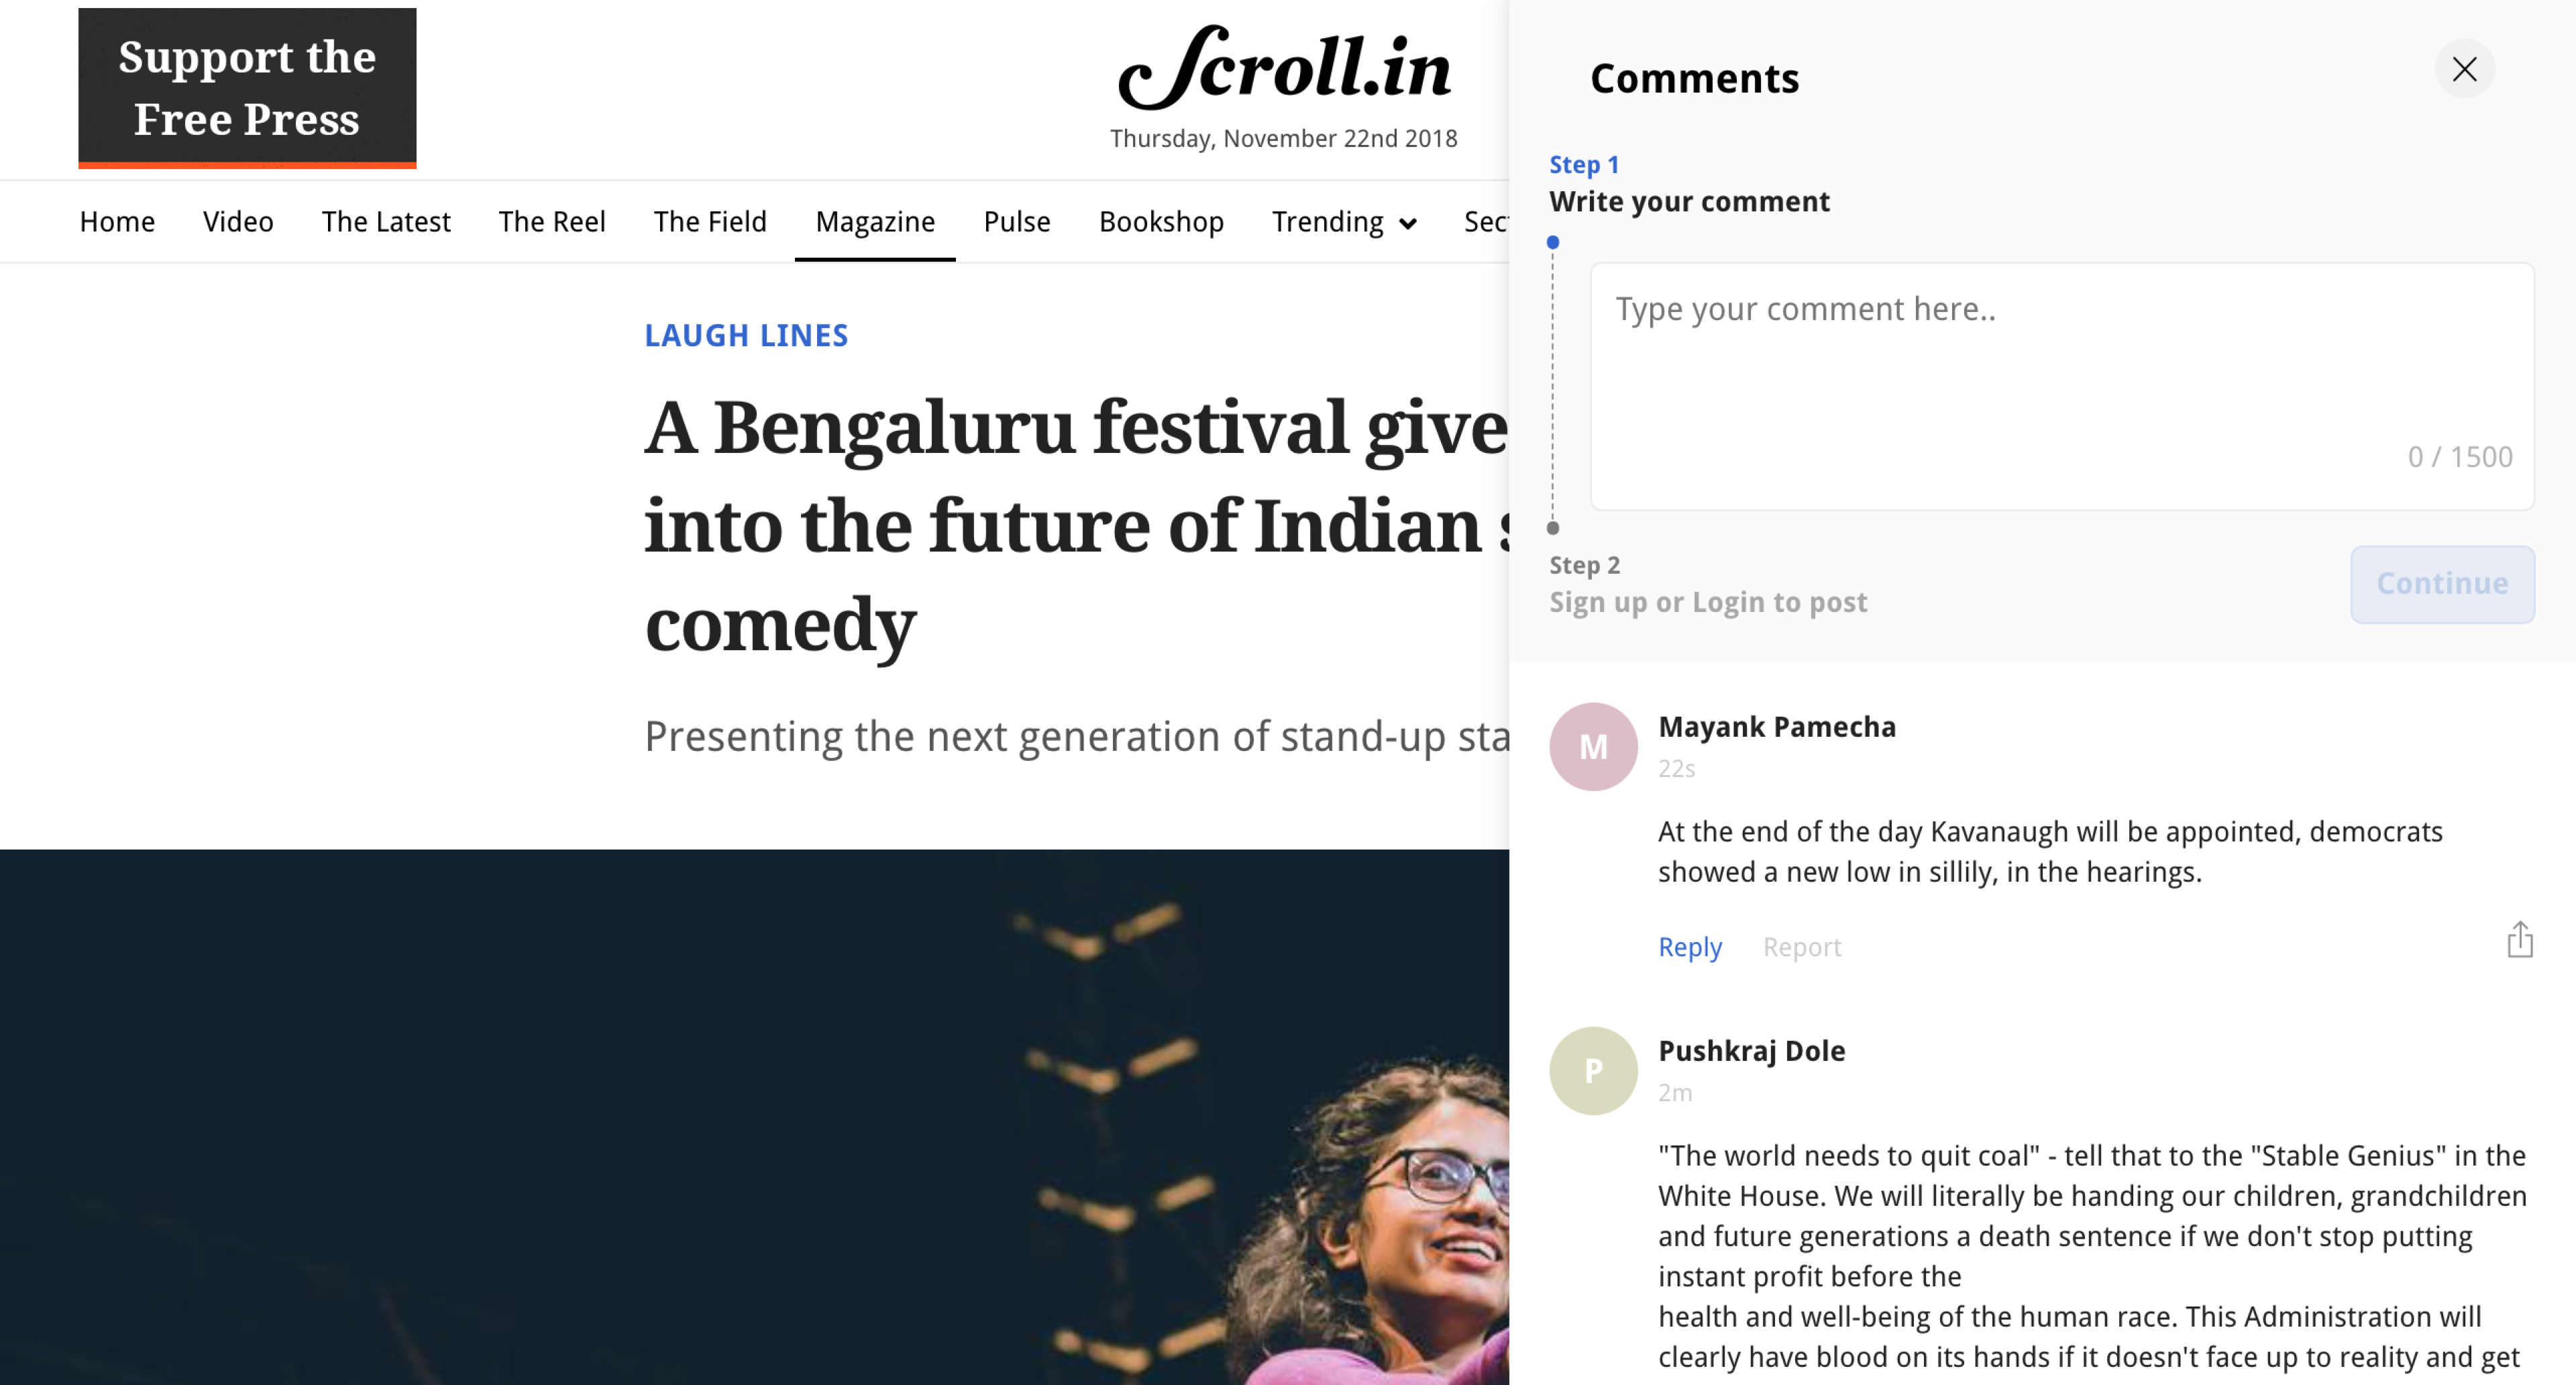 Support the
Free Press
Scroll.in
Thursday, November 22nd 2018
Home Video The Latest The Reel The Field Magazine Pulse Bookshop Trending Sec
LAUGH LINES
A Bengaluru festival give
into the future of Indian s
comedy
Presenting the next generation of stand-up sta
Comments
Step 1
Write your comment
Type your comment here..
0 / 1500
Step 2
Sign up or Login to post
Continue
M
Mayank Pamecha
22s
At the end of the day Kavanaugh will be appointed, democrats
showed a new low in sillily, in the hearings.
Reply Report
P
Pushkraj Dole
2m
"The world needs to quit coal" - tell that to the "Stable Genius" in the
White House. We will literally be handing our children, grandchildren
and future generations a death sentence if we don't stop putting
instant profit before the
health and well-being of the human race. This Administration will
clearly have blood on its hands if it doesn't face up to reality and get